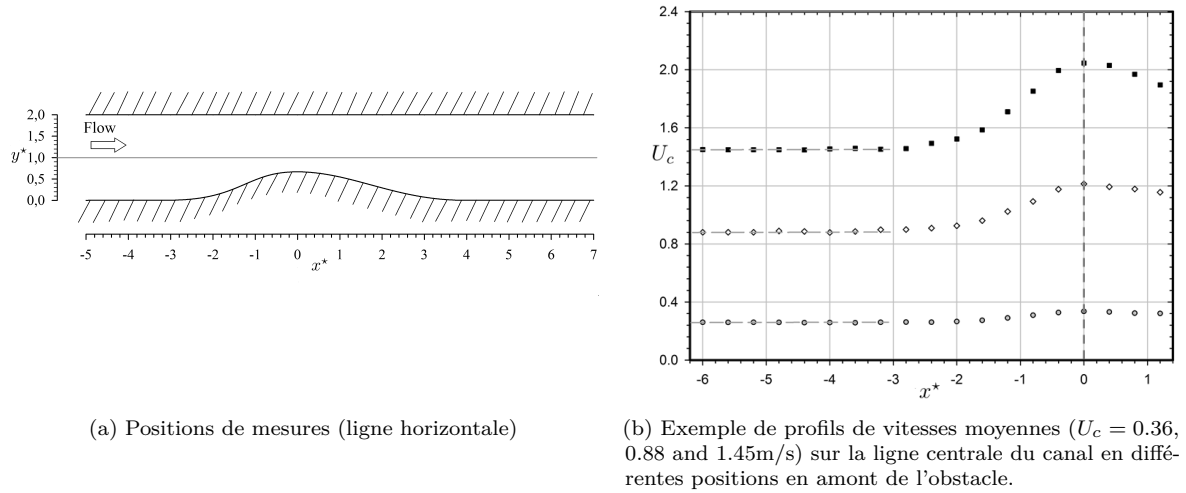 2,0
Flow
1,5
y* 1,0
0,5
0,0
-5 -4 -3 -2 -1 0 1 2 3 4 5 6 7
x*
(a) Positions de mesures (ligne horizontale)
2.4
2.0
1.6
U_c
1.2
0.8
0.4
0.0
-6 -5 -4 -3 -2 -1 0 1
x*
(b) Exemple de profils de vitesses moyennes (U_c = 0.36,
0.88 and 1.45m/s) sur la ligne centrale du canal en diffé-
rentes positions en amont de l'obstacle.